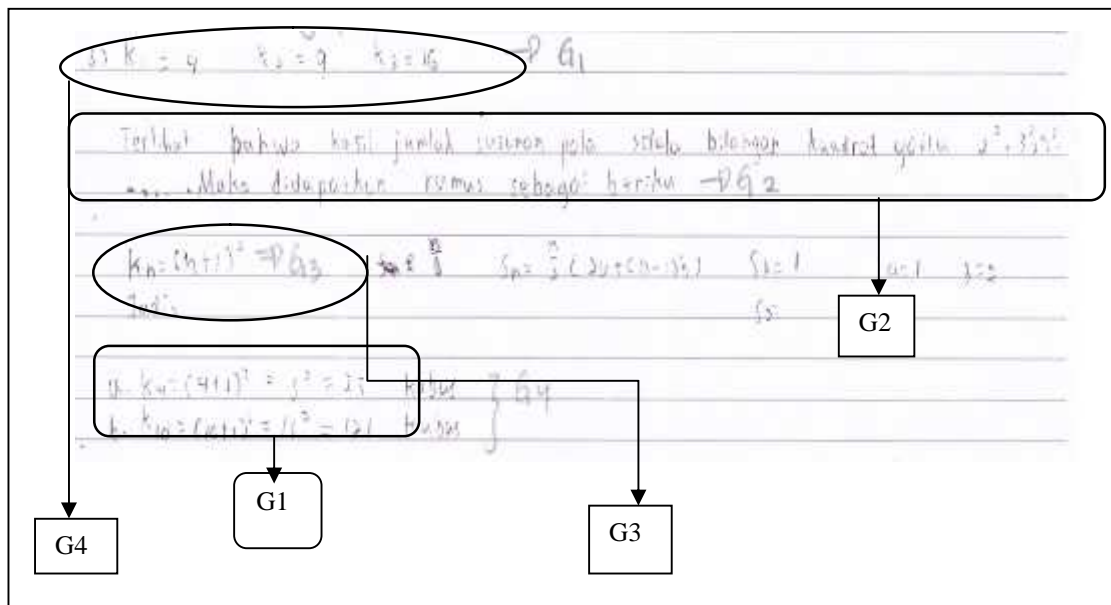 K₁ = 4 K₂ = 9 K₃ = 16 → G1
Terlihat bahwa hasil jumlah susunan pola selalu bilangan kuadrat yaitu 2², 3², 4²
..... Maka didapatkan rumus sebagai berikut → G2
Kn = (n+1)² → G3 Sn = n/2 (2a+(n-1)b) S1 = 1 a=1 b=2
Jadi,
a. K4 = (4+1)² = 5² = 25 kubus } G4
b. K10 = (10+1)² = 11² = 121 kubus
G2
G1
G3
G4